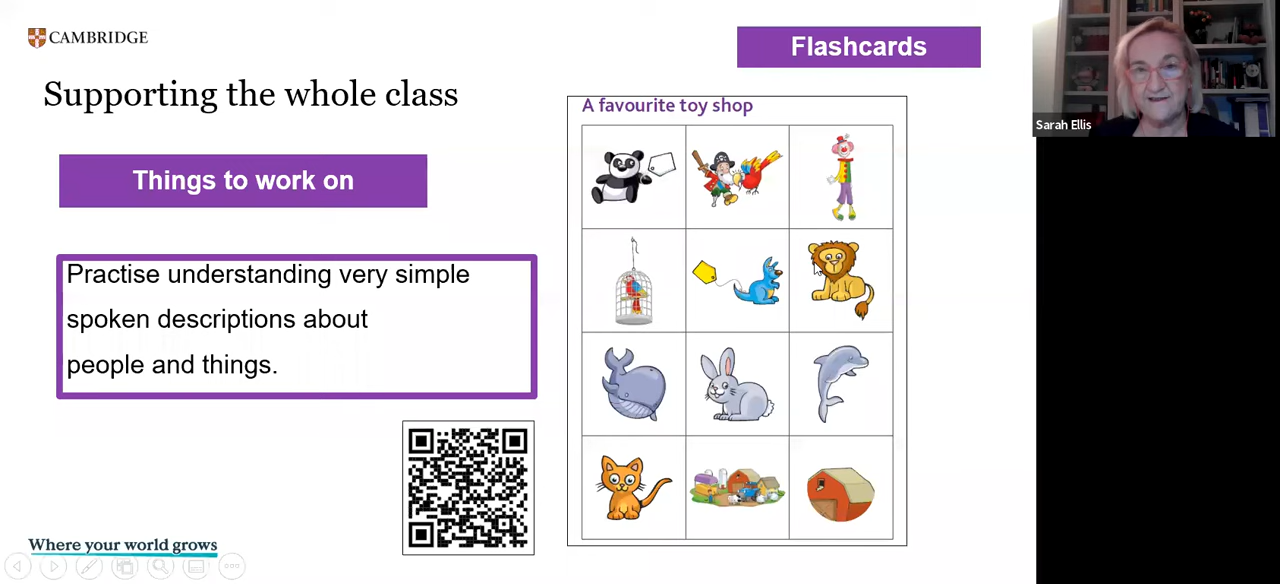 CAMBRIDGE
Flashcards
Supporting the whole class
Things to work on
Practise understanding very simple
spoken descriptions about
people and things.
A favourite toy shop
Sarah Ellis
Where your world grows